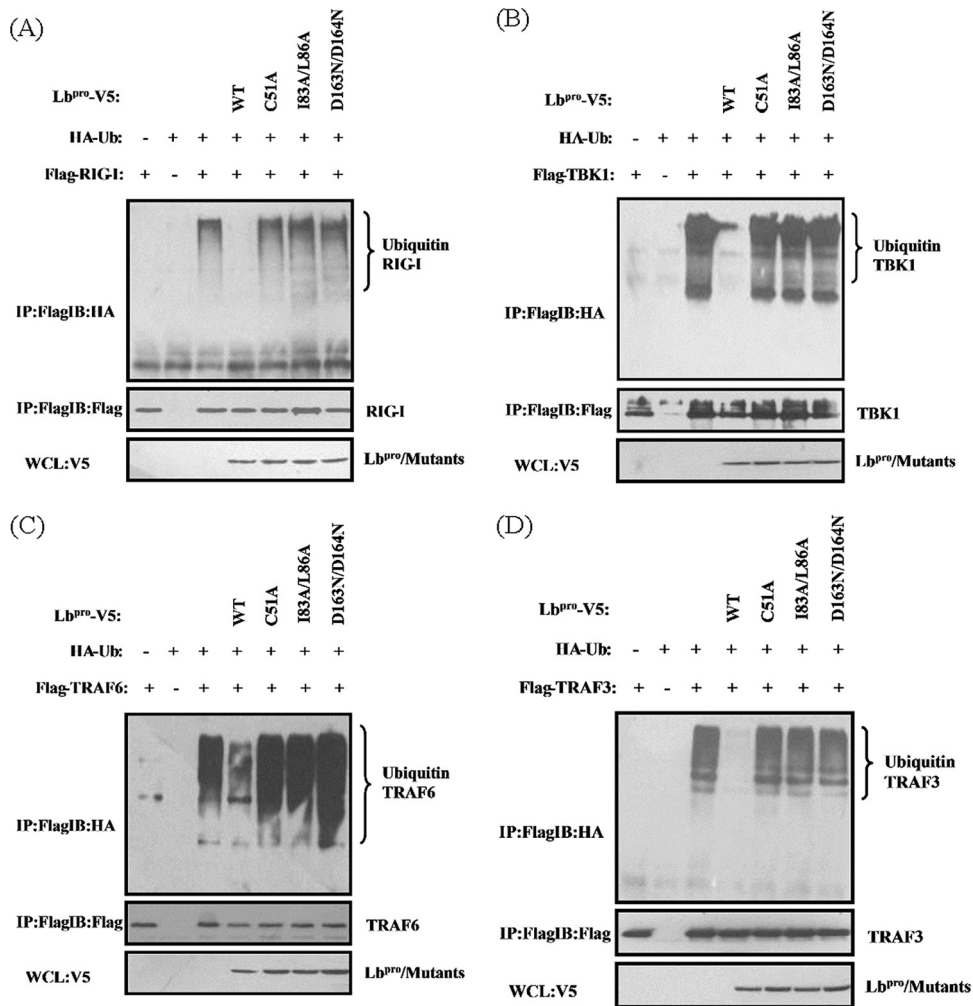 (A)
Lbpro-V5: WT C51A I83A/L86A D163N/D164N
HA-Ub: - + + + + + +
Flag-RIG-I: + - + + + + +
Ubiquitin
RIG-I
IP:FlagIB:HA
IP:FlagIB:Flag RIG-I
WCL:V5 Lbpro/Mutants
(B)
Lbpro-V5: WT C51A I83A/L86A D163N/D164N
HA-Ub: - + + + + + +
Flag-TBK1: + - + + + + +
Ubiquitin
TBK1
IP:FlagIB:HA
IP:FlagIB:Flag TBK1
WCL:V5 Lbpro/Mutants
(C)
Lbpro-V5: WT C51A I83A/L86A D163N/D164N
HA-Ub: - + + + + + +
Flag-TRAF6: + - + + + + +
Ubiquitin
TRAF6
IP:FlagIB:HA
IP:FlagIB:Flag TRAF6
WCL:V5 Lbpro/Mutants
(D)
Lbpro-V5: WT C51A I83A/L86A D163N/D164N
HA-Ub: - + + + + + +
Flag-TRAF3: + - + + + + +
Ubiquitin
TRAF3
IP:FlagIB:HA
IP:FlagIB:Flag TRAF3
WCL:V5 Lbpro/Mutants